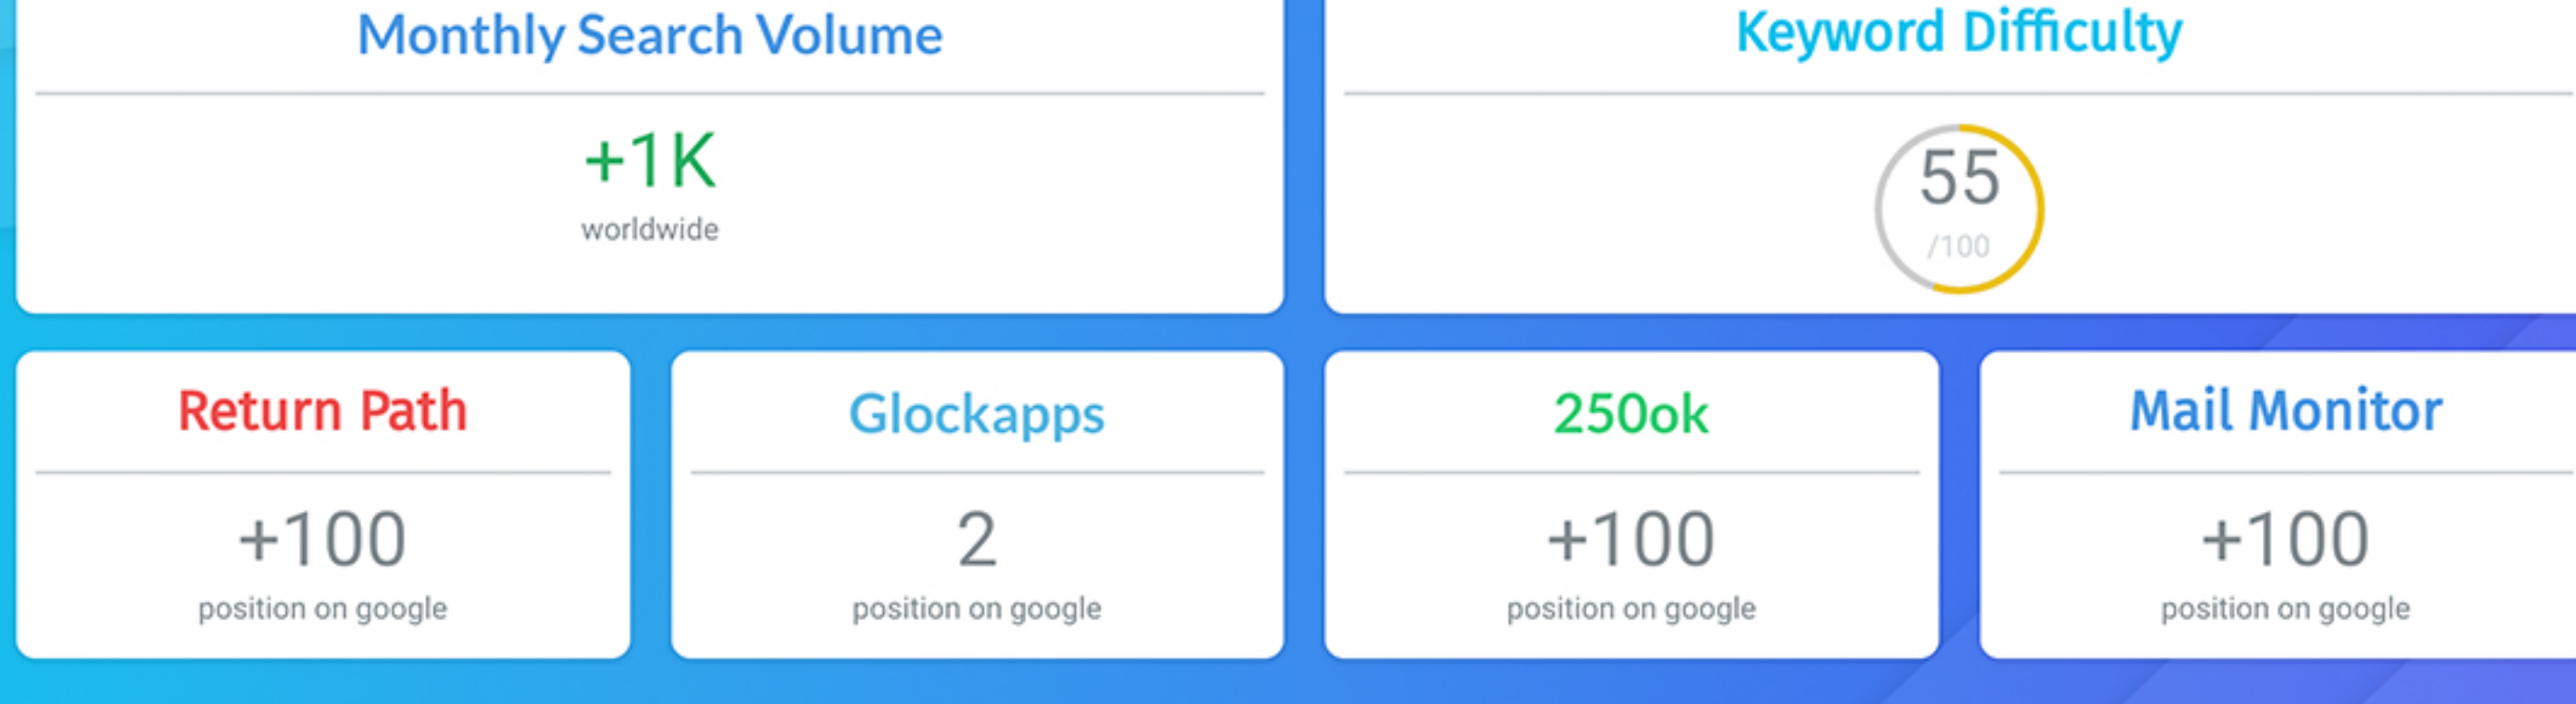 Monthly Search Volume
Keyword Difficulty
+1K
worldwide
55
/100
Return Path
Glockapps
250ok
Mail Monitor
+100
2
+100
+100
position on google
position on google
position on google
position on google